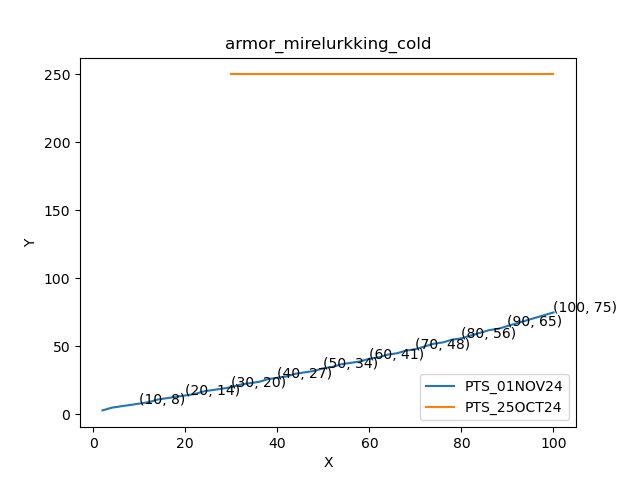 armor_mirelurkking_cold
250
200
150
100
50
0
Y
(100, 75)
(90, 65)
(80, 56)
(70, 48)
(60, 41)
(50, 34)
(40, 27)
(30, 20)
(20, 14)
(10, 8)
PTS_01NOV24
PTS_25OCT24
0 20 40 60 80 100
X